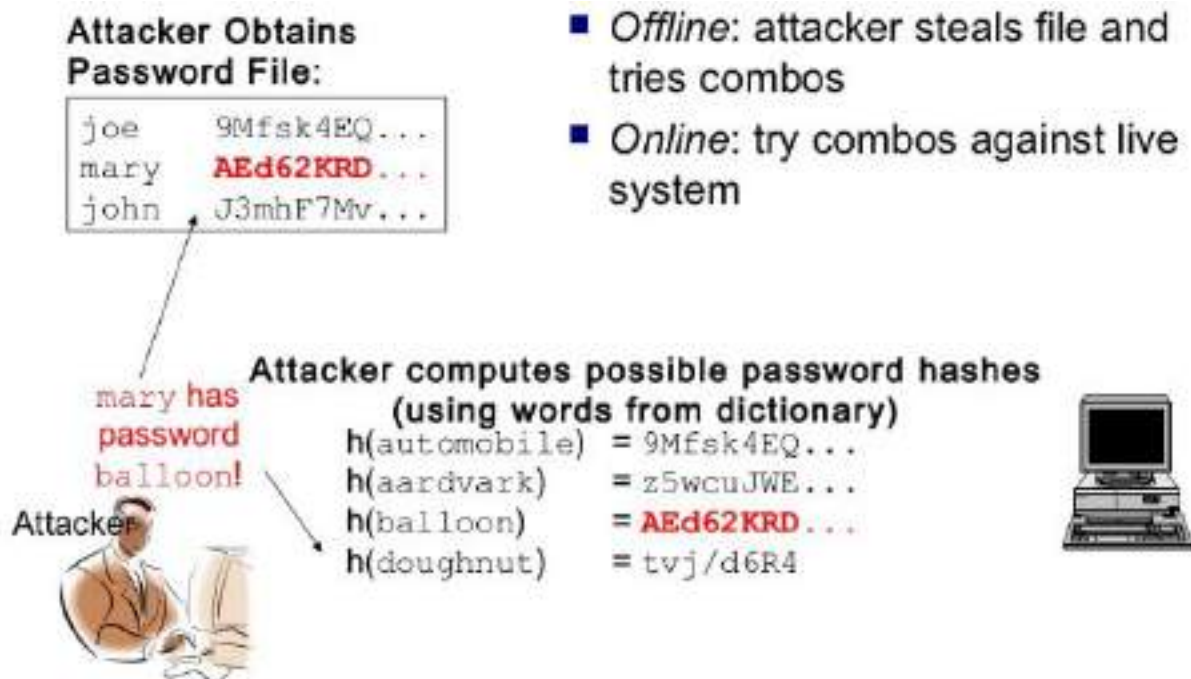 Attacker Obtains
Password File:
joe 9Mfsk4EQ...
mary AEd62KRD...
john J3mhF7Mv...
■ Offline: attacker steals file and
tries combos
■ Online: try combos against live
system
mary has
password
balloon!
Attacker
Attacker computes possible password hashes
(using words from dictionary)
h(automobile) = 9Mfsk4EQ...
h(aardvark) = z5wcuJWE...
h(balloon) = AEd62KRD...
h(doughnut) = tvj/d6R4